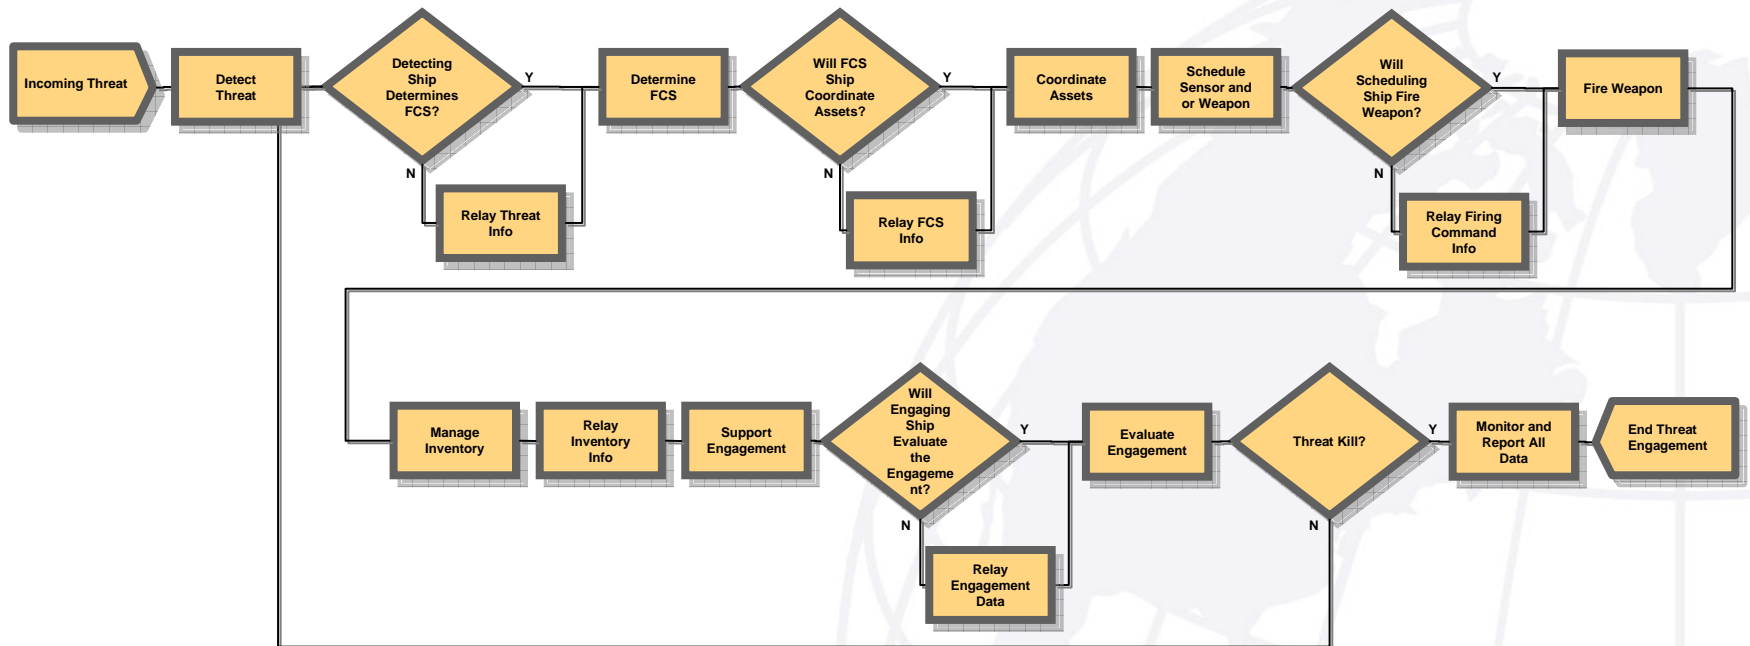 Incoming Threat
Detect
Threat
Detecting
Ship
Determines
FCS?
Y
N
Relay Threat
Info
Determine
FCS
Will FCS
Ship
Coordinate
Assets?
Y
N
Relay FCS
Info
Coordinate
Assets
Schedule
Sensor and
or Weapon
Will
Scheduling
Ship Fire
Weapon?
Y
N
Relay Firing
Command
Info
Fire Weapon
Manage
Inventory
Relay
Inventory
Info
Support
Engagement
Will
Engaging
Ship
Evaluate
the
Engageme
nt?
Y
N
Relay
Engagement
Data
Evaluate
Engagement
Threat Kill?
Y
N
Monitor and
Report All
Data
End Threat
Engagement